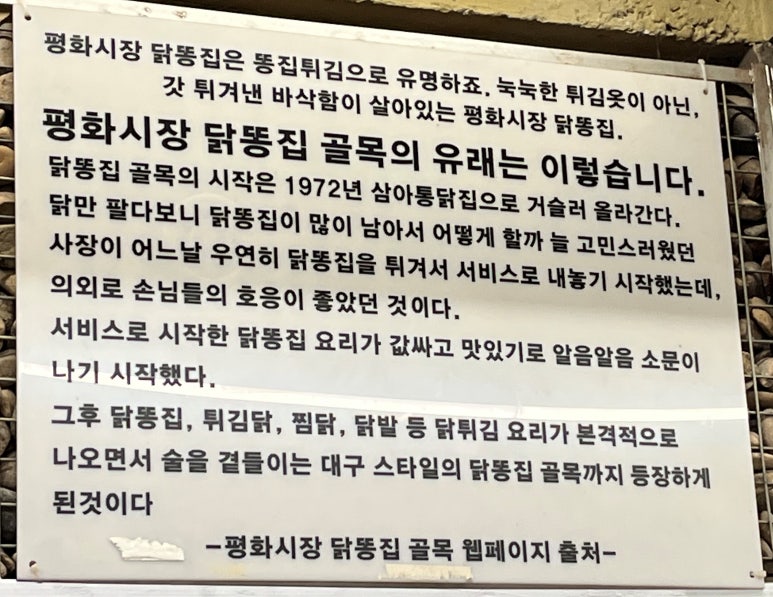 평화시장 닭똥집은 똥집튀김으로 유명하죠. 눅눅한 튀김옷이 아닌,
갓 튀겨낸 바삭함이 살아있는 평화시장 닭똥집.
평화시장 닭똥집 골목의 유래는 이렇습니다.
닭똥집 골목의 시작은 1972년 삼아통닭집으로 거슬러 올라간다.
닭만 팔다보니 닭똥집이 많이 남아서 어떻게 할까 늘 고민스러웠던
사장이 어느날 우연히 닭똥집을 튀겨서 서비스로 내놓기 시작했는데,
의외로 손님들의 호응이 좋았던 것이다.
서비스로 시작한 닭똥집 요리가 값싸고 맛있기로 알음알음 소문이
나기 시작했다.
그후 닭똥집, 튀김닭, 찜닭, 닭발 등 닭튀김 요리가 본격적으로
나오면서 술을 곁들이는 대구 스타일의 닭똥집 골목까지 등장하게
된것이다
-평화시장 닭똥집 골목 웹페이지 출처-